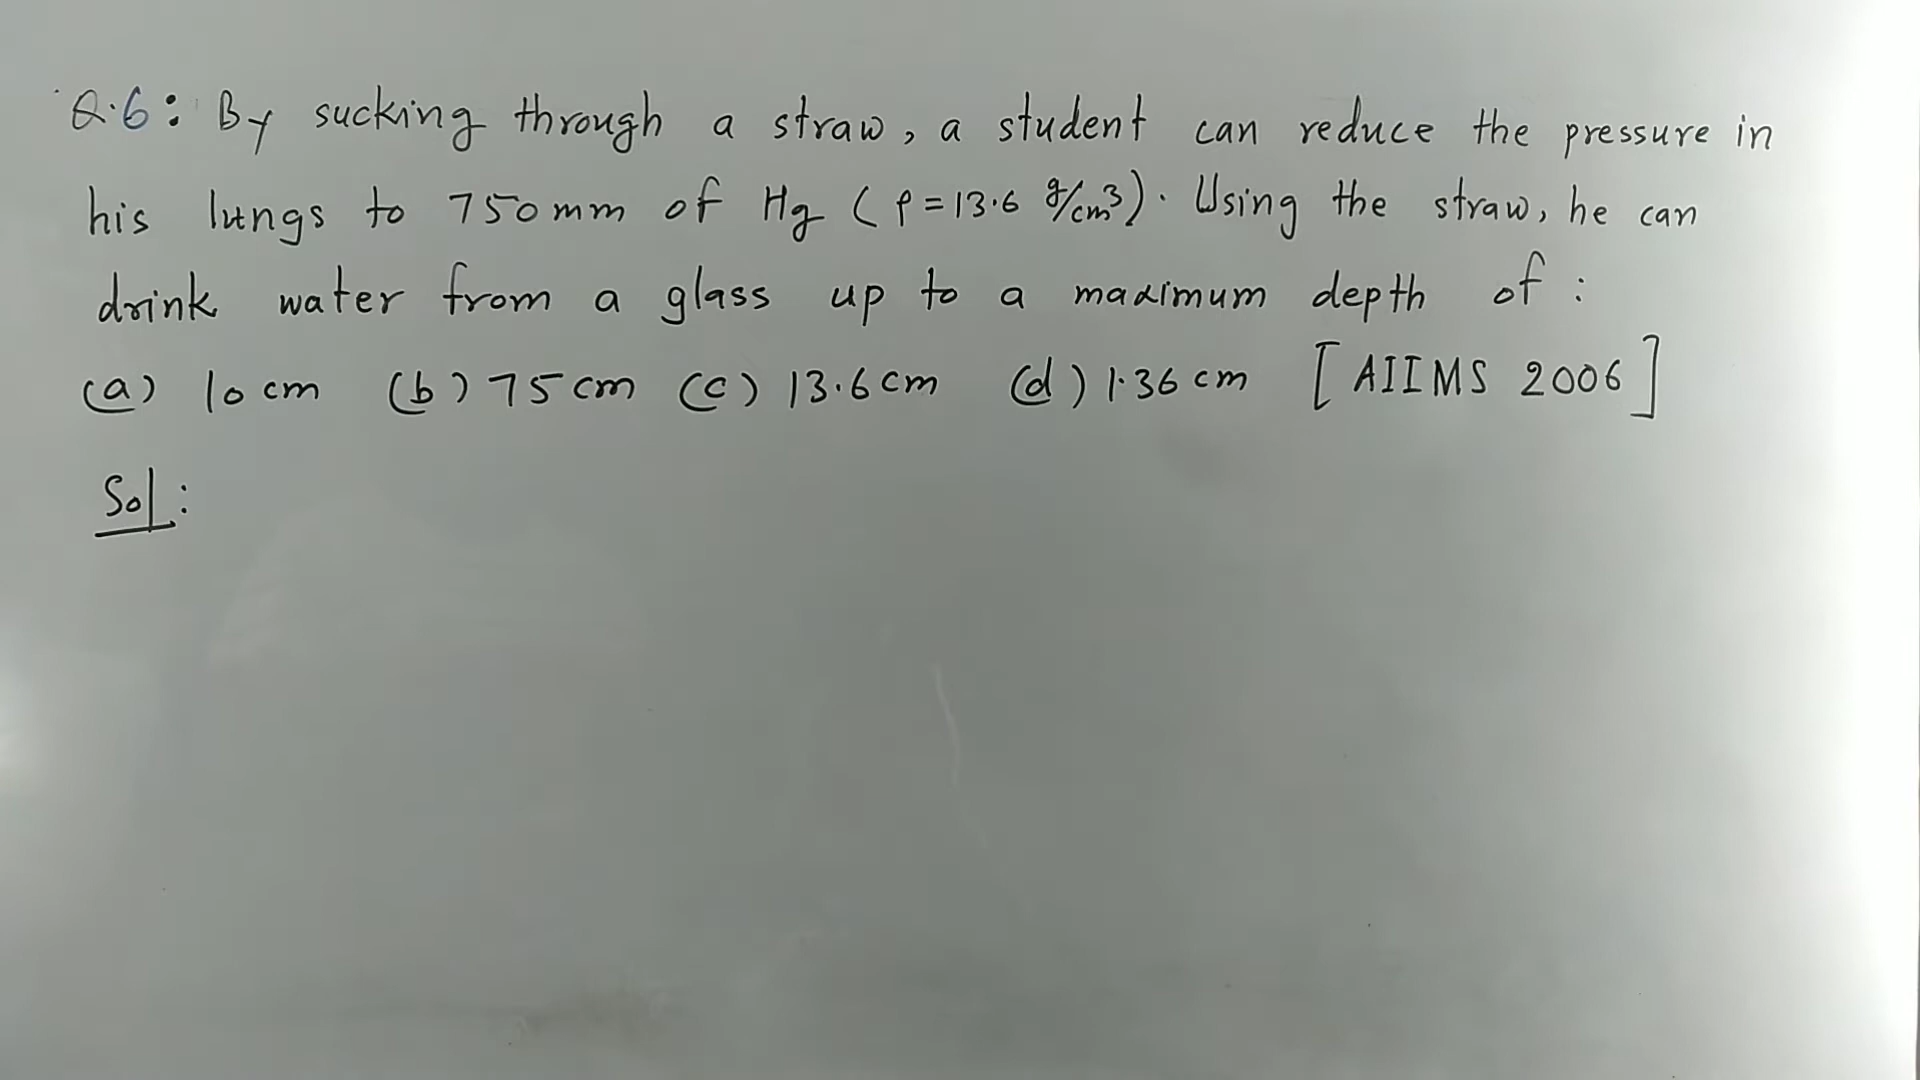 Q.6: By sucking through a straw, a student can reduce the pressure in
his lungs to 750 mm of Hg (ρ = 13.6 g/cm³). Using the straw, he can
drink water from a glass up to a maximum depth of :
(a) 10 cm (b) 75 cm (c) 13.6 cm (d) 1.36 cm [AIIMS 2006]
Sol: